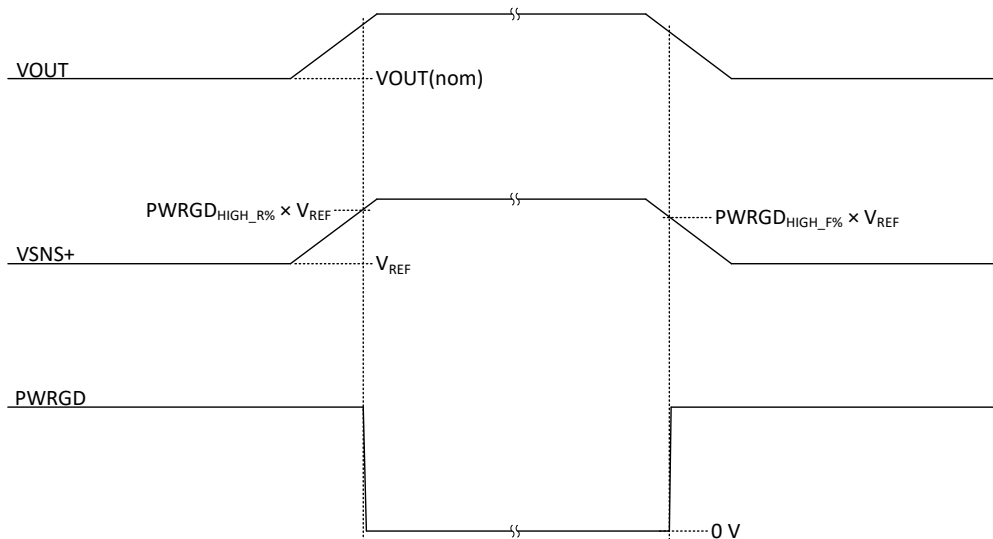 VOUT
VOUT(nom)
PWRGDHIGH_R% × VREF
PWRGDHIGH_F% × VREF
VSNS+
VREF
PWRGD
0 V